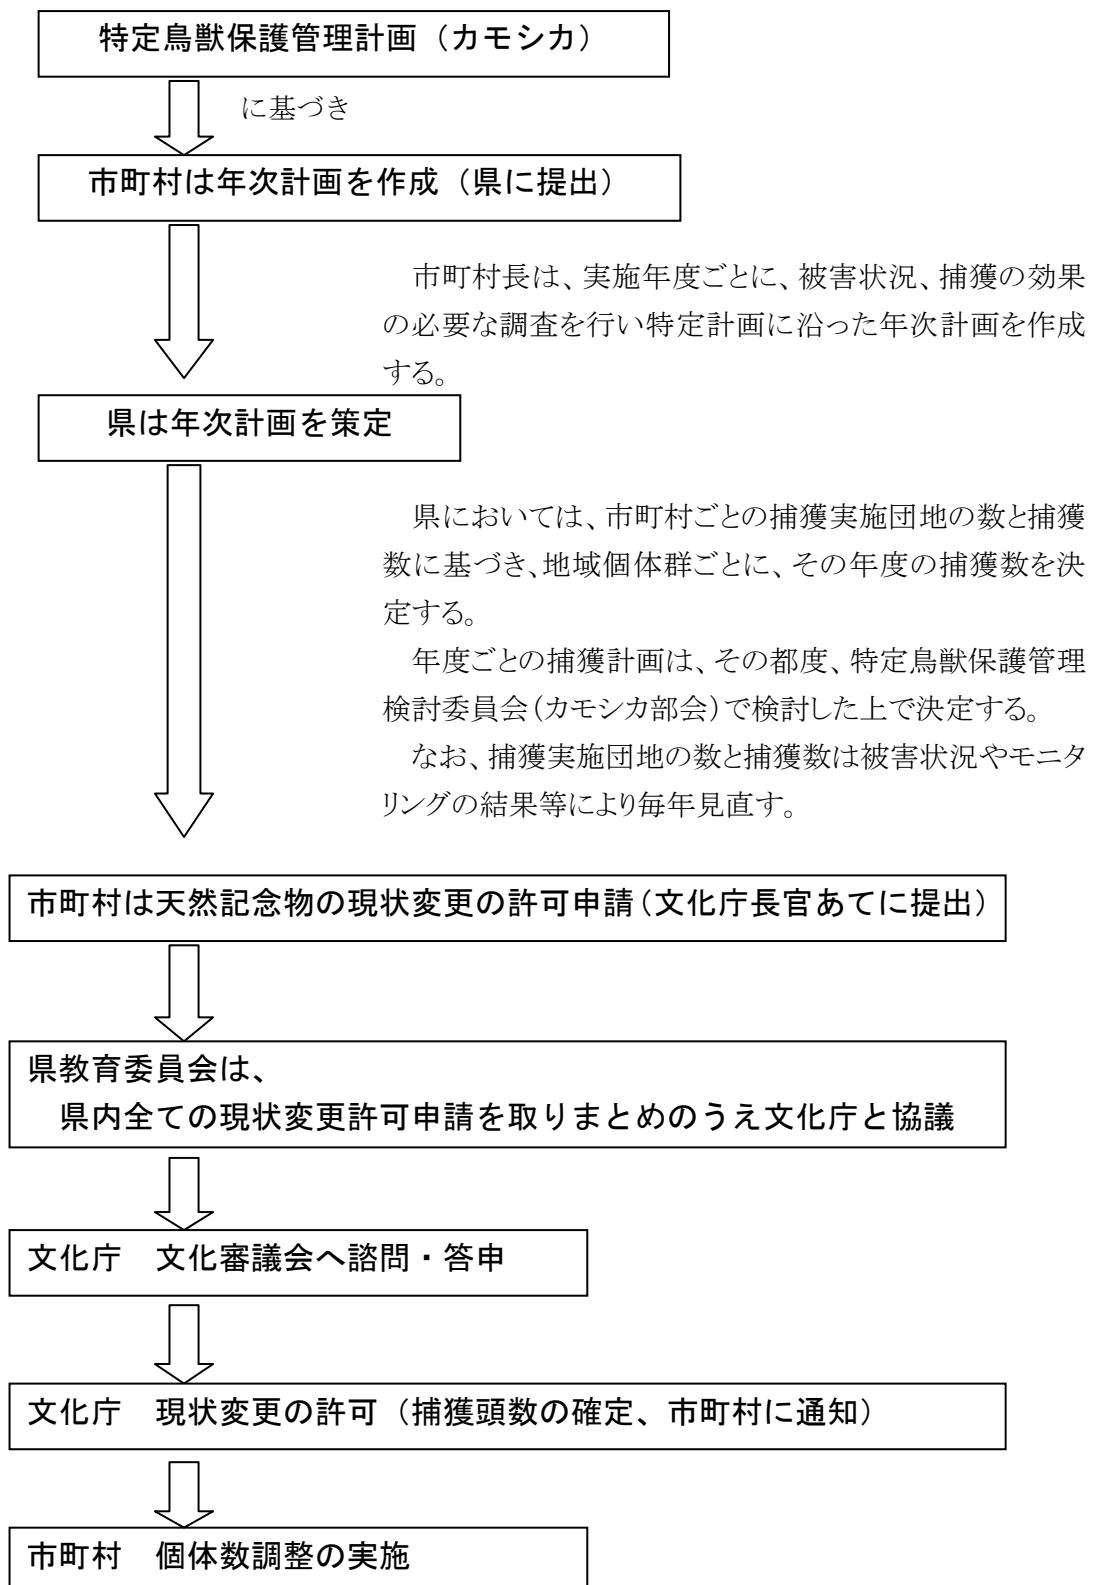 特定鳥獣保護管理計画（カモシカ）
に基づき
市町村は年次計画を作成（県に提出）
市町村長は、実施年度ごとに、被害状況、捕獲の効果
の必要な調査を行い特定計画に沿った年次計画を作成
する。
県は年次計画を策定
県においては、市町村ごとの捕獲実施団地の数と捕獲
数に基づき、地域個体群ごとに、その年度の捕獲数を決
定する。
年度ごとの捕獲計画は、その都度、特定鳥獣保護管理
検討委員会（カモシカ部会）で検討した上で決定する。
なお、捕獲実施団地の数と捕獲数は被害状況やモニタ
リングの結果等により毎年見直す。
市町村は天然記念物の現状変更の許可申請（文化庁長官あてに提出）
県教育委員会は、
県内全ての現状変更許可申請を取りまとめのうえ文化庁と協議
文化庁　文化審議会へ諮問・答申
文化庁　現状変更の許可（捕獲頭数の確定、市町村に通知）
市町村　個体数調整の実施